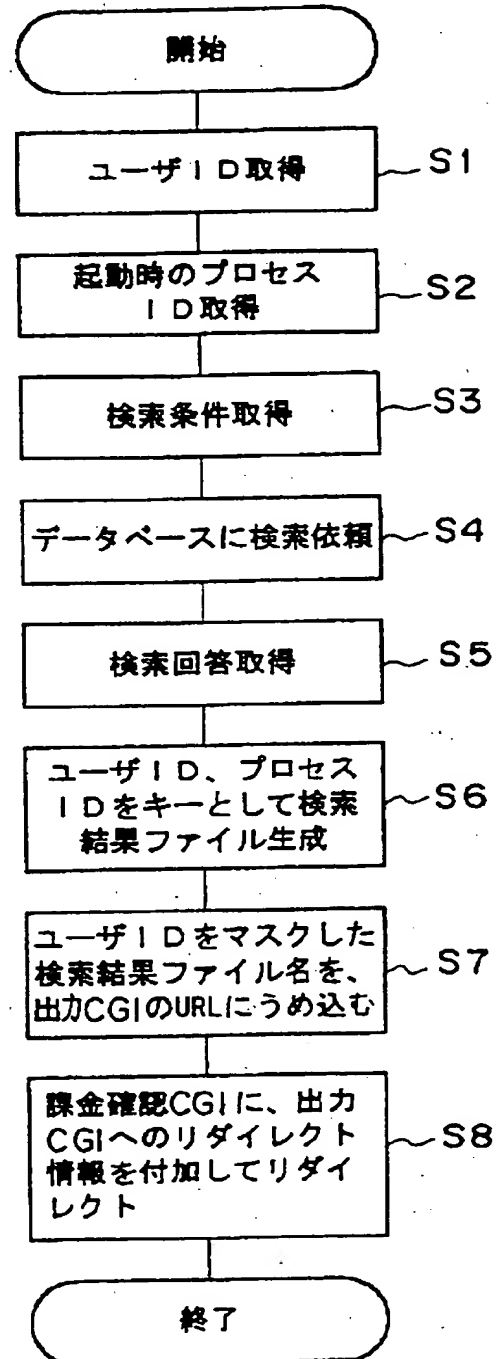 開始
ユーザID取得
S1
起動時のプロセス
ID取得
S2
検索条件取得
S3
データベースに検索依頼
S4
検索回答取得
S5
ユーザID、プロセス
IDをキーとして検索
結果ファイル生成
S6
ユーザIDをマスクした
検索結果ファイル名を、
出力CGIのURLにうめ込む
S7
課金確認CGIに、出力
CGIへのリダイレクト
情報を付加してリダイ
レクト
S8
終了